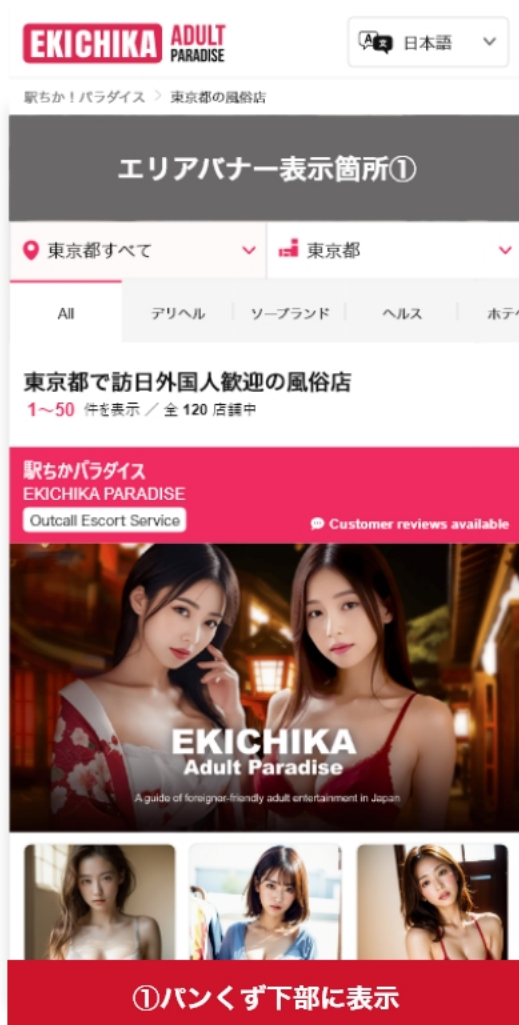 EKICHIKA ADULT PARADISE
日本語
駅ちか！パラダイス 東京都の風俗店
エリアバナー表示箇所①
東京都すべて 東京都
All デリヘル ソープランド ヘルス ホテ
東京都で訪日外国人歓迎の風俗店
1～50 件を表示 ／ 全 120 店舗中
駅ちかパラダイス
EKICHIKA PARADISE
Outcall Escort Service
Customer reviews available
EKICHIKA
Adult Paradise
A guide of foreigner-friendly adult entertainment in Japan
①パンくず下部に表示